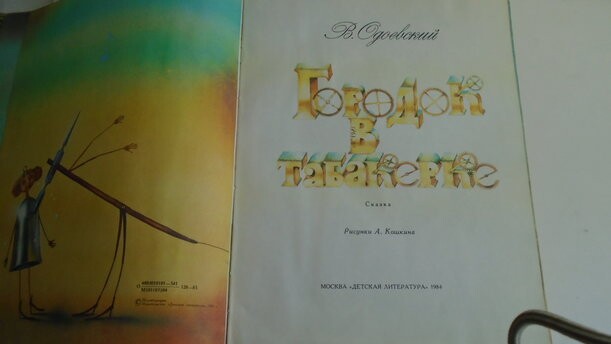 В. Одоевский
Городок
в
табакерке
Сказка
Рисунки А. Кошкина
МОСКВА «ДЕТСКАЯ ЛИТЕРАТУРА» 1984